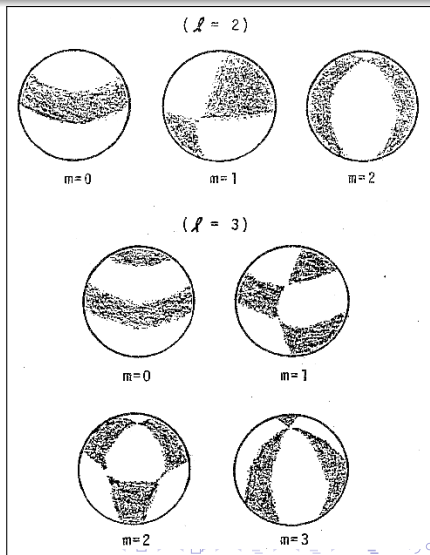 (ℓ = 2)
m=0 m=1 m=2
(ℓ = 3)
m=0 m=1
m=2 m=3